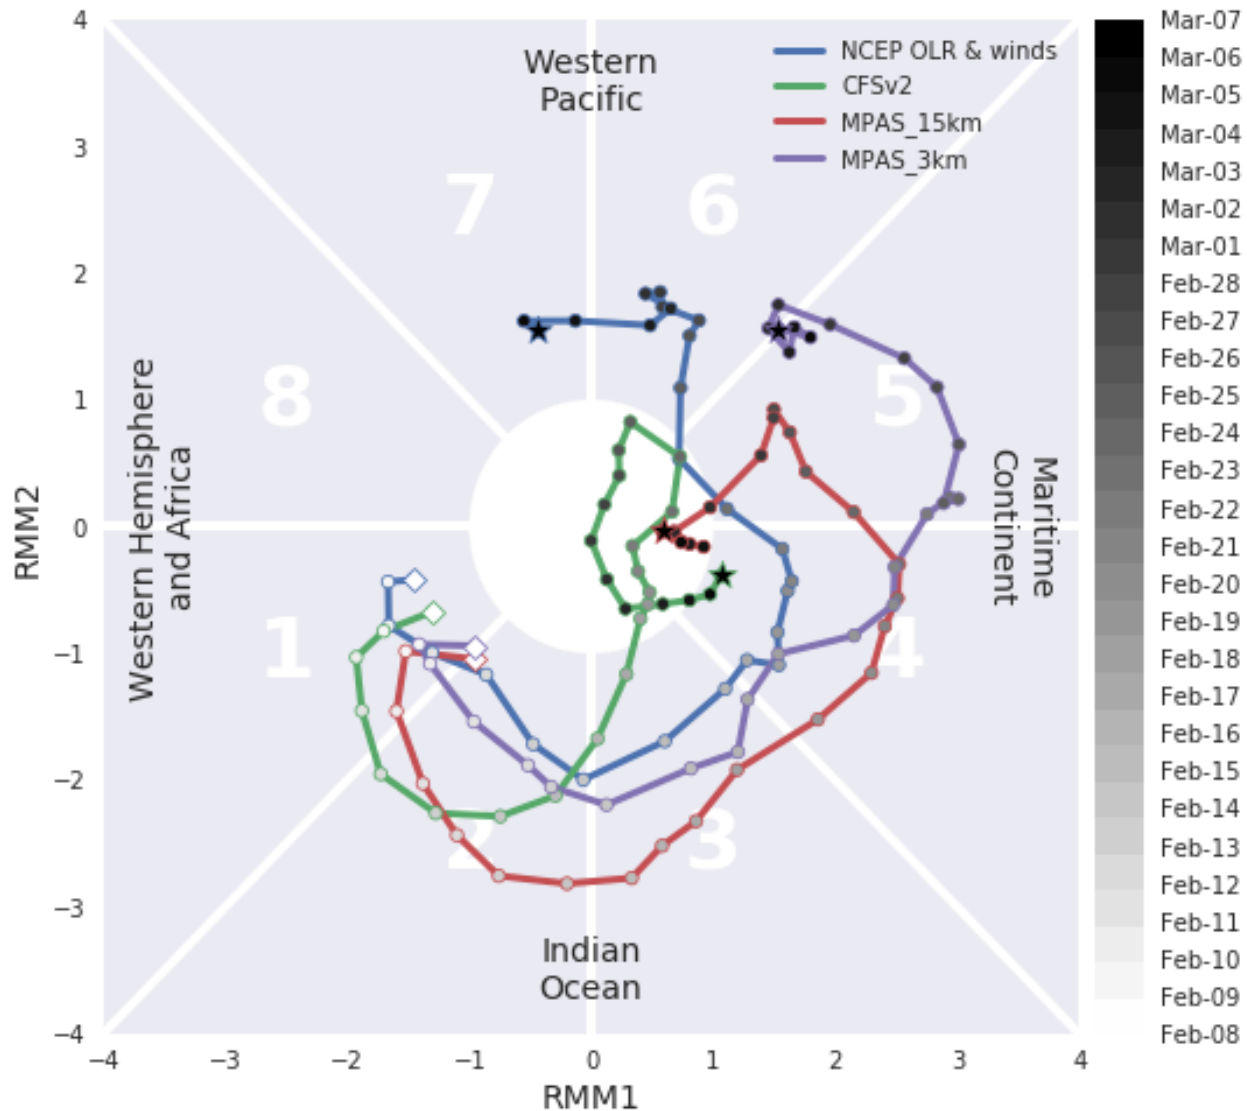 4
3
2
1
0
−1
−2
−3
−4
RMM2
−4
−3
−2
−1
0
1
2
3
4
RMM1
Western
Pacific
NCEP OLR & winds
CFSv2
MPAS_15km
MPAS_3km
7
6
8
5
1
4
2
3
Western Hemisphere
and Africa
Maritime
Continent
Indian
Ocean
Mar-07
Mar-06
Mar-05
Mar-04
Mar-03
Mar-02
Mar-01
Feb-28
Feb-27
Feb-26
Feb-25
Feb-24
Feb-23
Feb-22
Feb-21
Feb-20
Feb-19
Feb-18
Feb-17
Feb-16
Feb-15
Feb-14
Feb-13
Feb-12
Feb-11
Feb-10
Feb-09
Feb-08